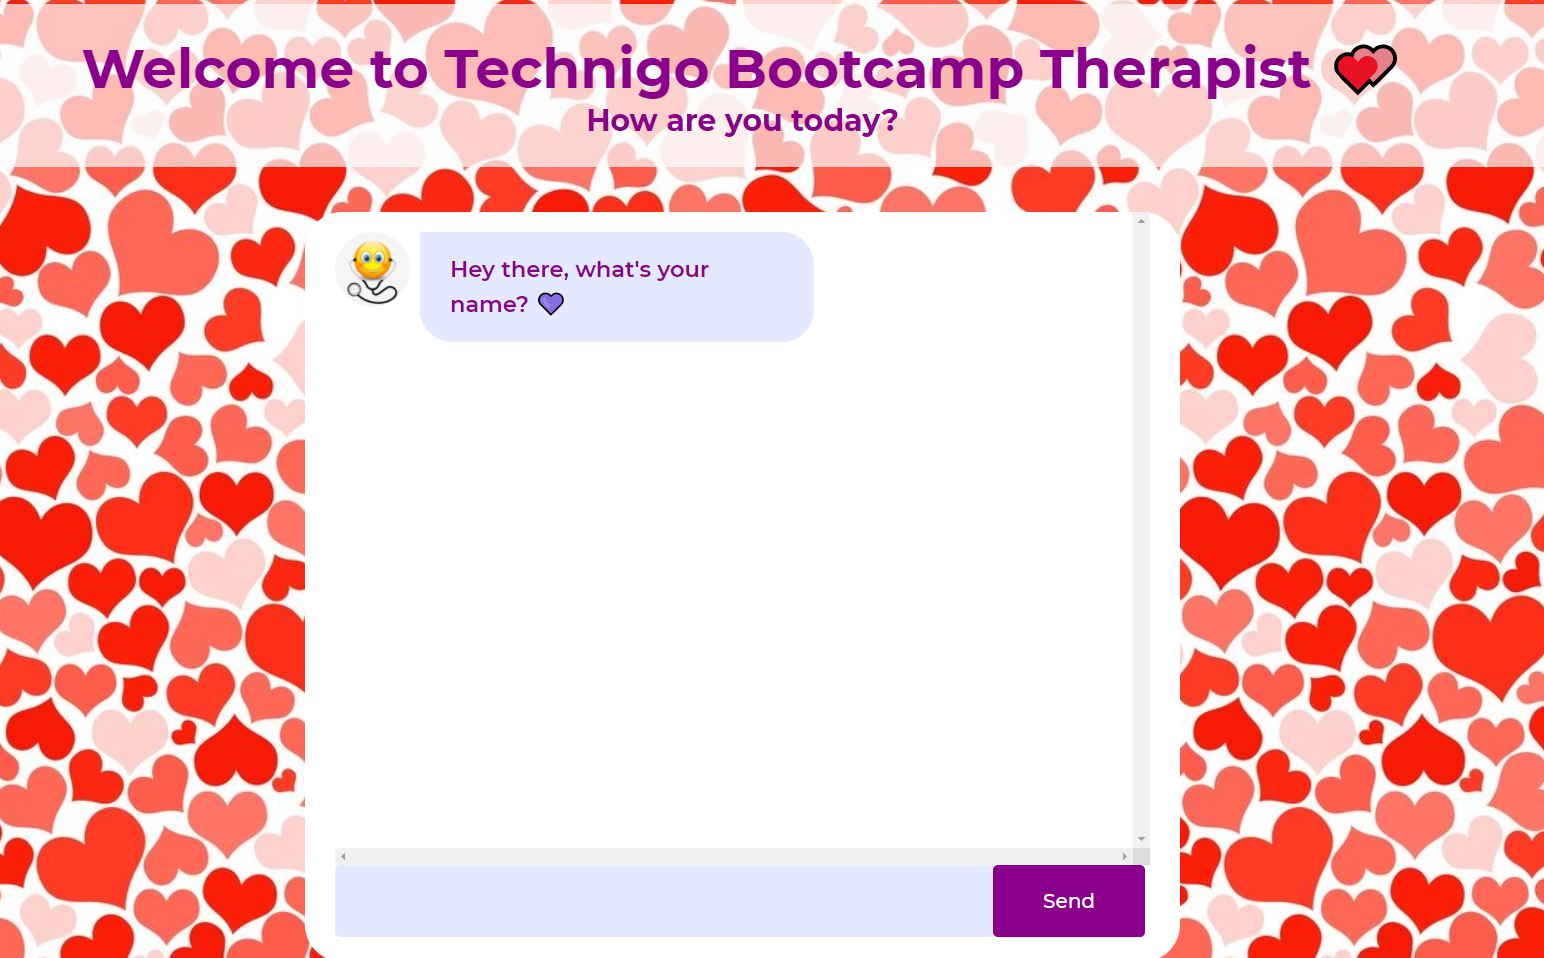 Welcome to Technigo Bootcamp Therapist 💕
How are you today?
Hey there, what's your
name? 💜
Send